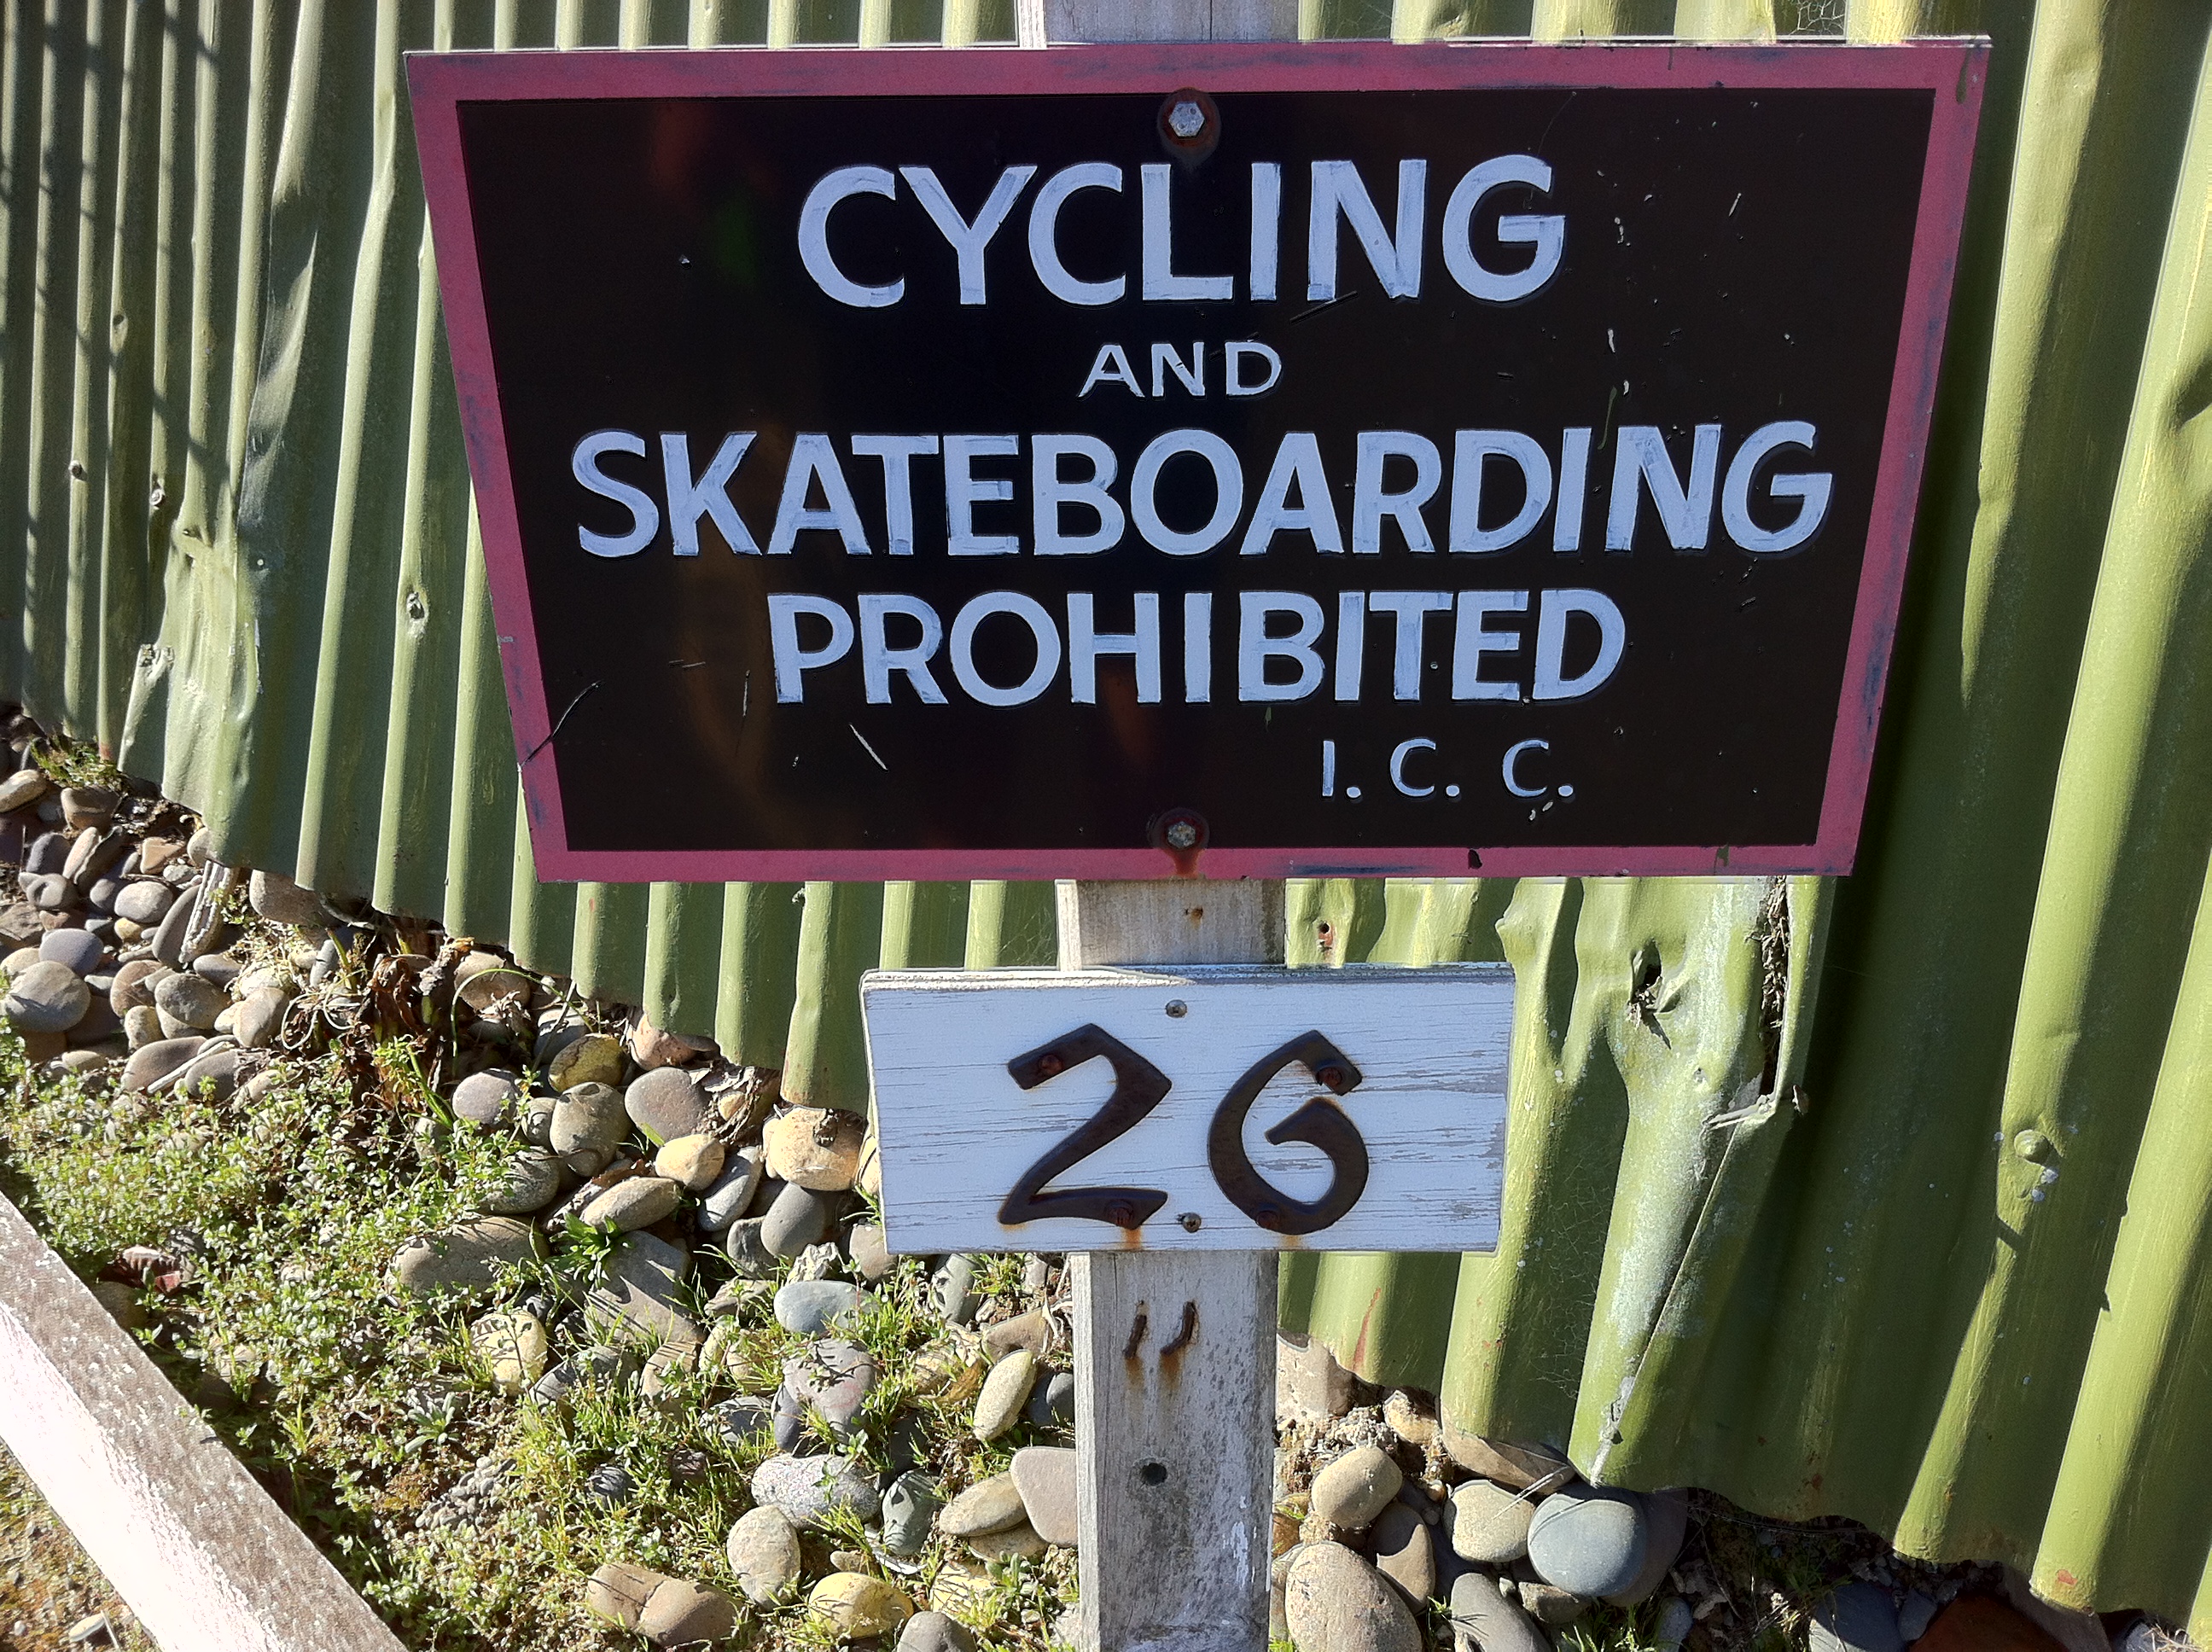 CYCLING
AND
SKATEBOARDING
PROHIBITED
I. C. C.
26